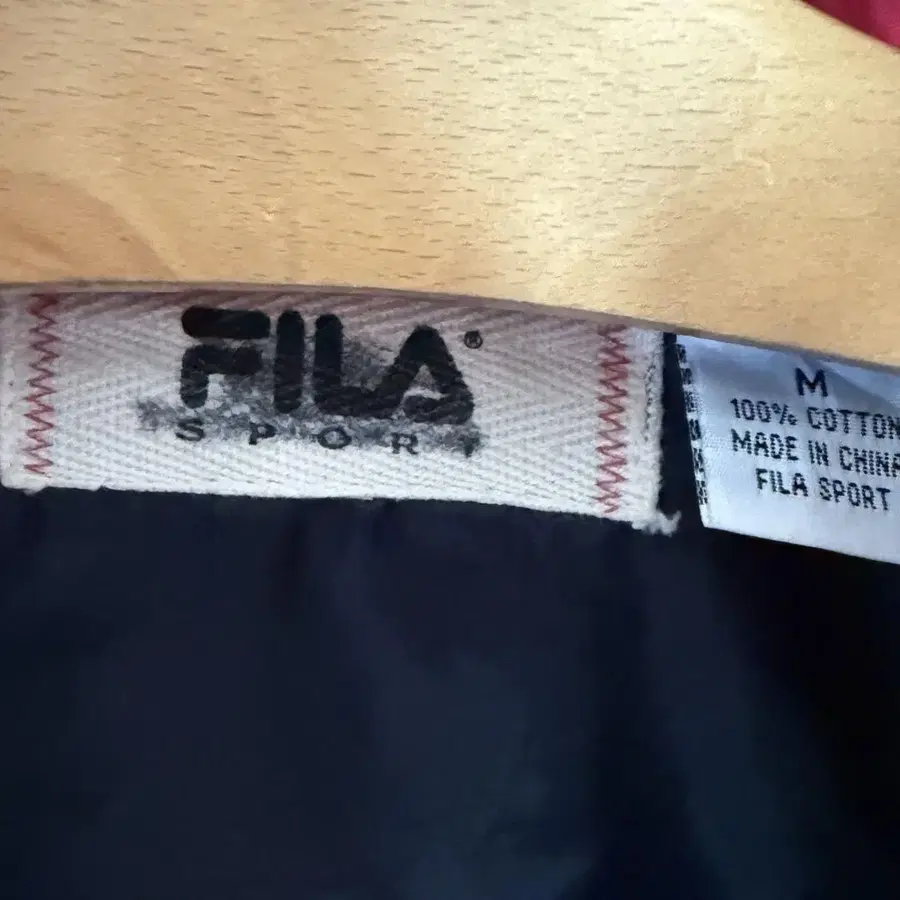 FILA®
SPORT
M
100% COTTON
MADE IN CHINA
FILA SPORT